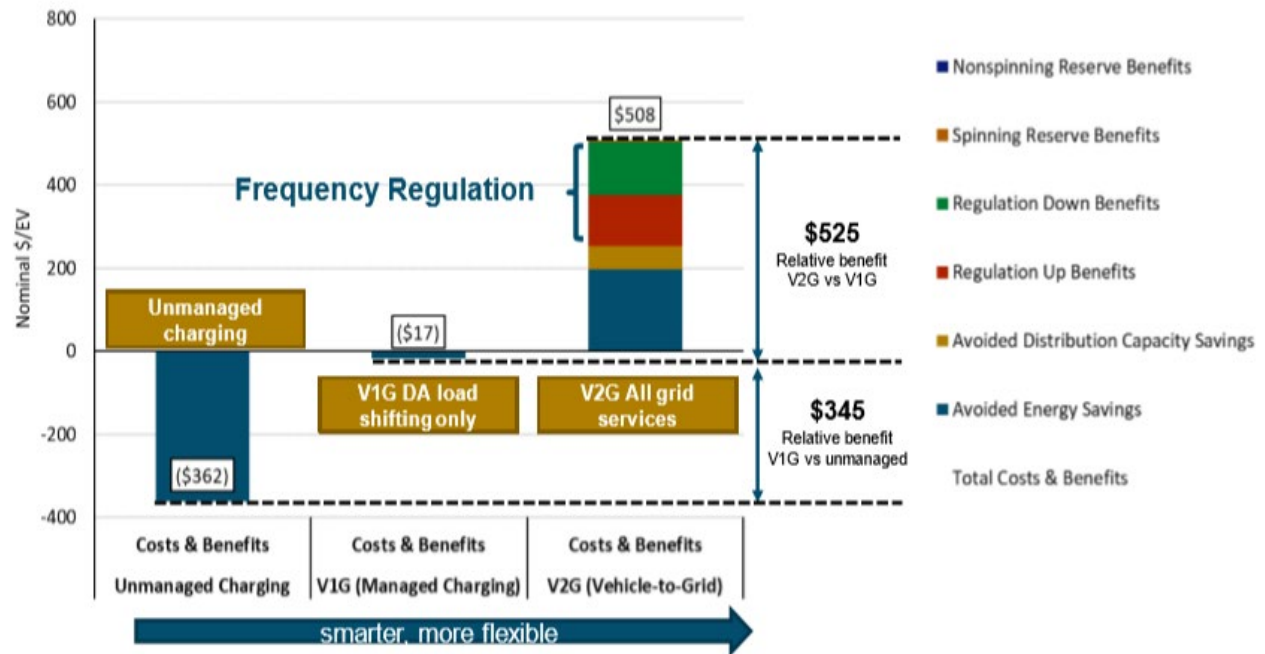 800
600
400
200
0
-200
-400
Nominal $/EV
$508
Frequency Regulation
Unmanaged
charging
($17)
($362)
V1G DA load
shifting only
V2G All grid
services
$525
Relative benefit
V2G vs V1G
$345
Relative benefit
V1G vs unmanaged
Nonspinning Reserve Benefits
Spinning Reserve Benefits
Regulation Down Benefits
Regulation Up Benefits
Avoided Distribution Capacity Savings
Avoided Energy Savings
Total Costs & Benefits
Costs & Benefits
Unmanaged Charging
Costs & Benefits
V1G (Managed Charging)
Costs & Benefits
V2G (Vehicle-to-Grid)
smarter, more flexible